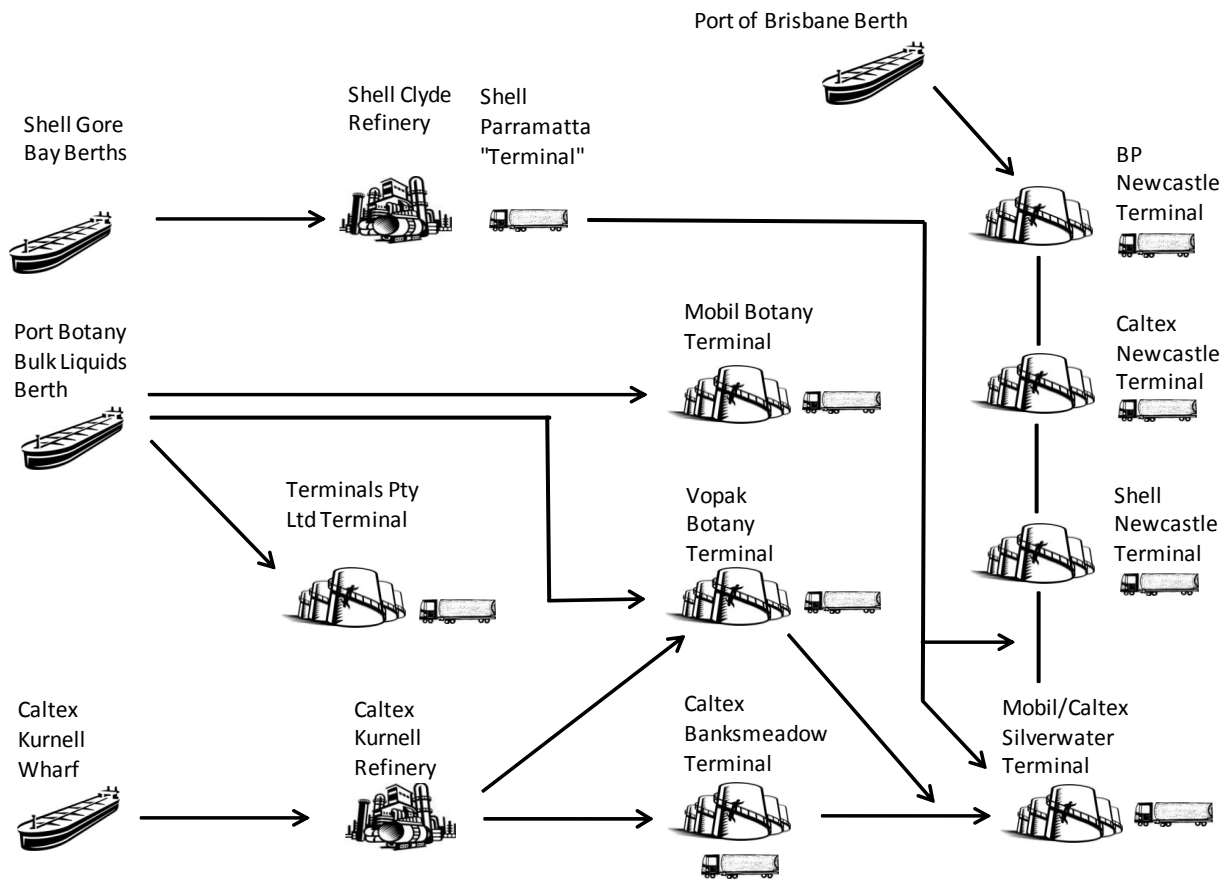 Port of Brisbane Berth
Shell Gore
Bay Berths
Shell Clyde
Refinery
Shell
Parramatta
"Terminal"
BP
Newcastle
Terminal
Port Botany
Bulk Liquids
Berth
Mobil Botany
Terminal
Caltex
Newcastle
Terminal
Terminals Pty
Ltd Terminal
Vopak
Botany
Terminal
Shell
Newcastle
Terminal
Caltex
Kurnell
Wharf
Caltex
Kurnell
Refinery
Caltex
Banksmeadow
Terminal
Mobil/Caltex
Silverwater
Terminal